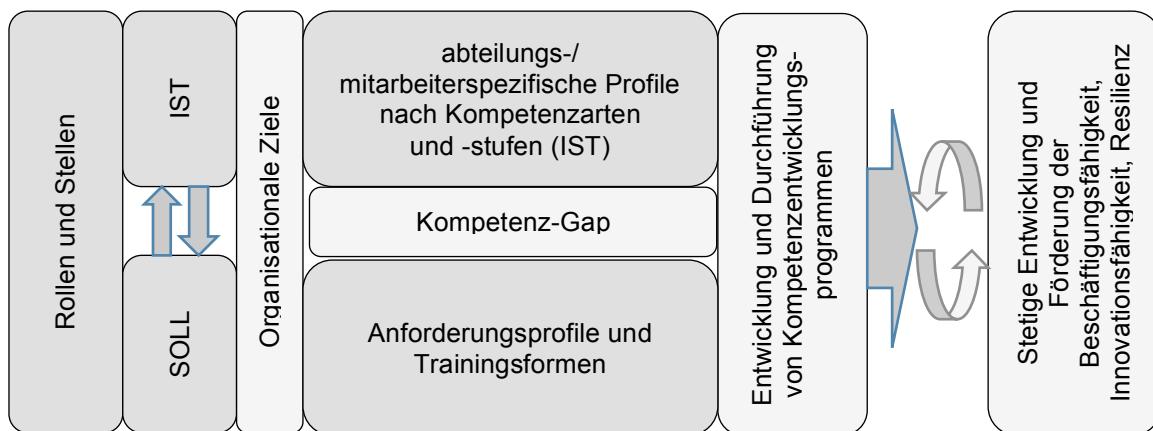 Rollen und Stellen
IST
SOLL
Organisationale Ziele
abteilungs-/
mitarbeiterspezifische Profile
nach Kompetenzarten
und -stufen (IST)
Kompetenz-Gap
Anforderungsprofile und
Trainingsformen
Entwicklung und Durchführung
von Kompetenzentwicklungs-
programmen
Stetige Entwicklung und
Förderung der
Beschäftigungsfähigkeit,
Innovationsfähigkeit, Resilienz